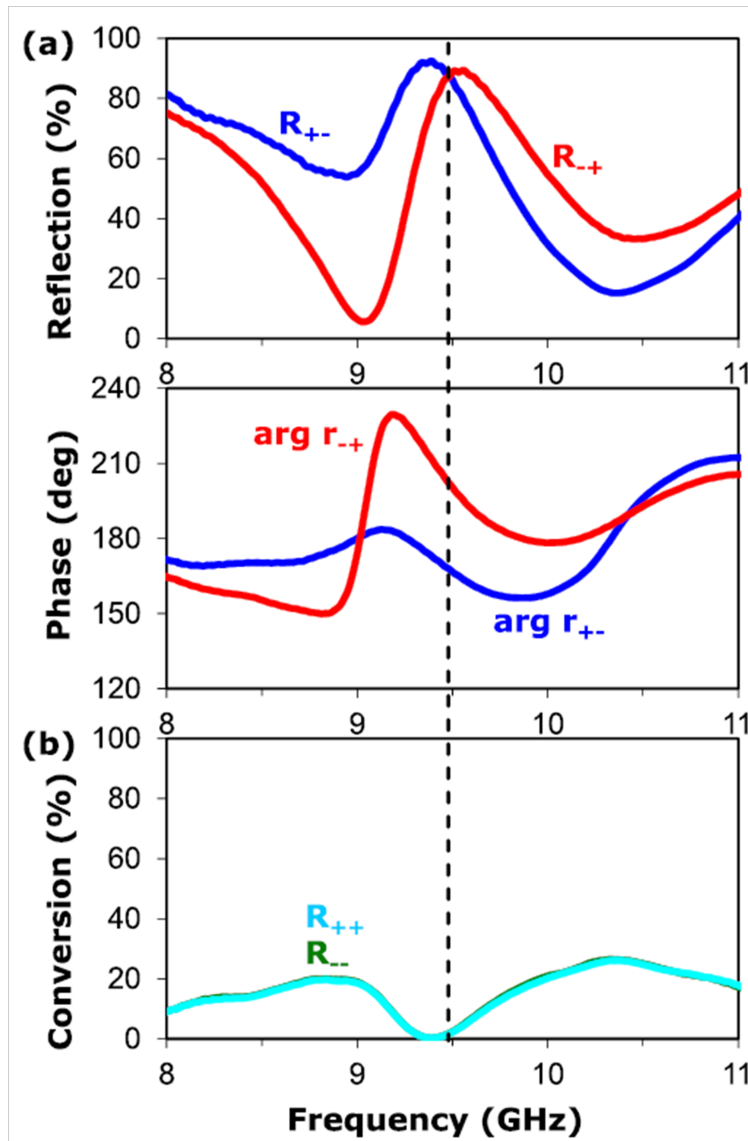 (a)
100
80
60
40
20
0
Reflection (%)
R+-
R-+
8 9 10 11
240
210
180
150
120
Phase (deg)
arg r-+
arg r+-
8 9 10 11
(b)
100
80
60
40
20
0
Conversion (%)
R++
R--
8 9 10 11
Frequency (GHz)